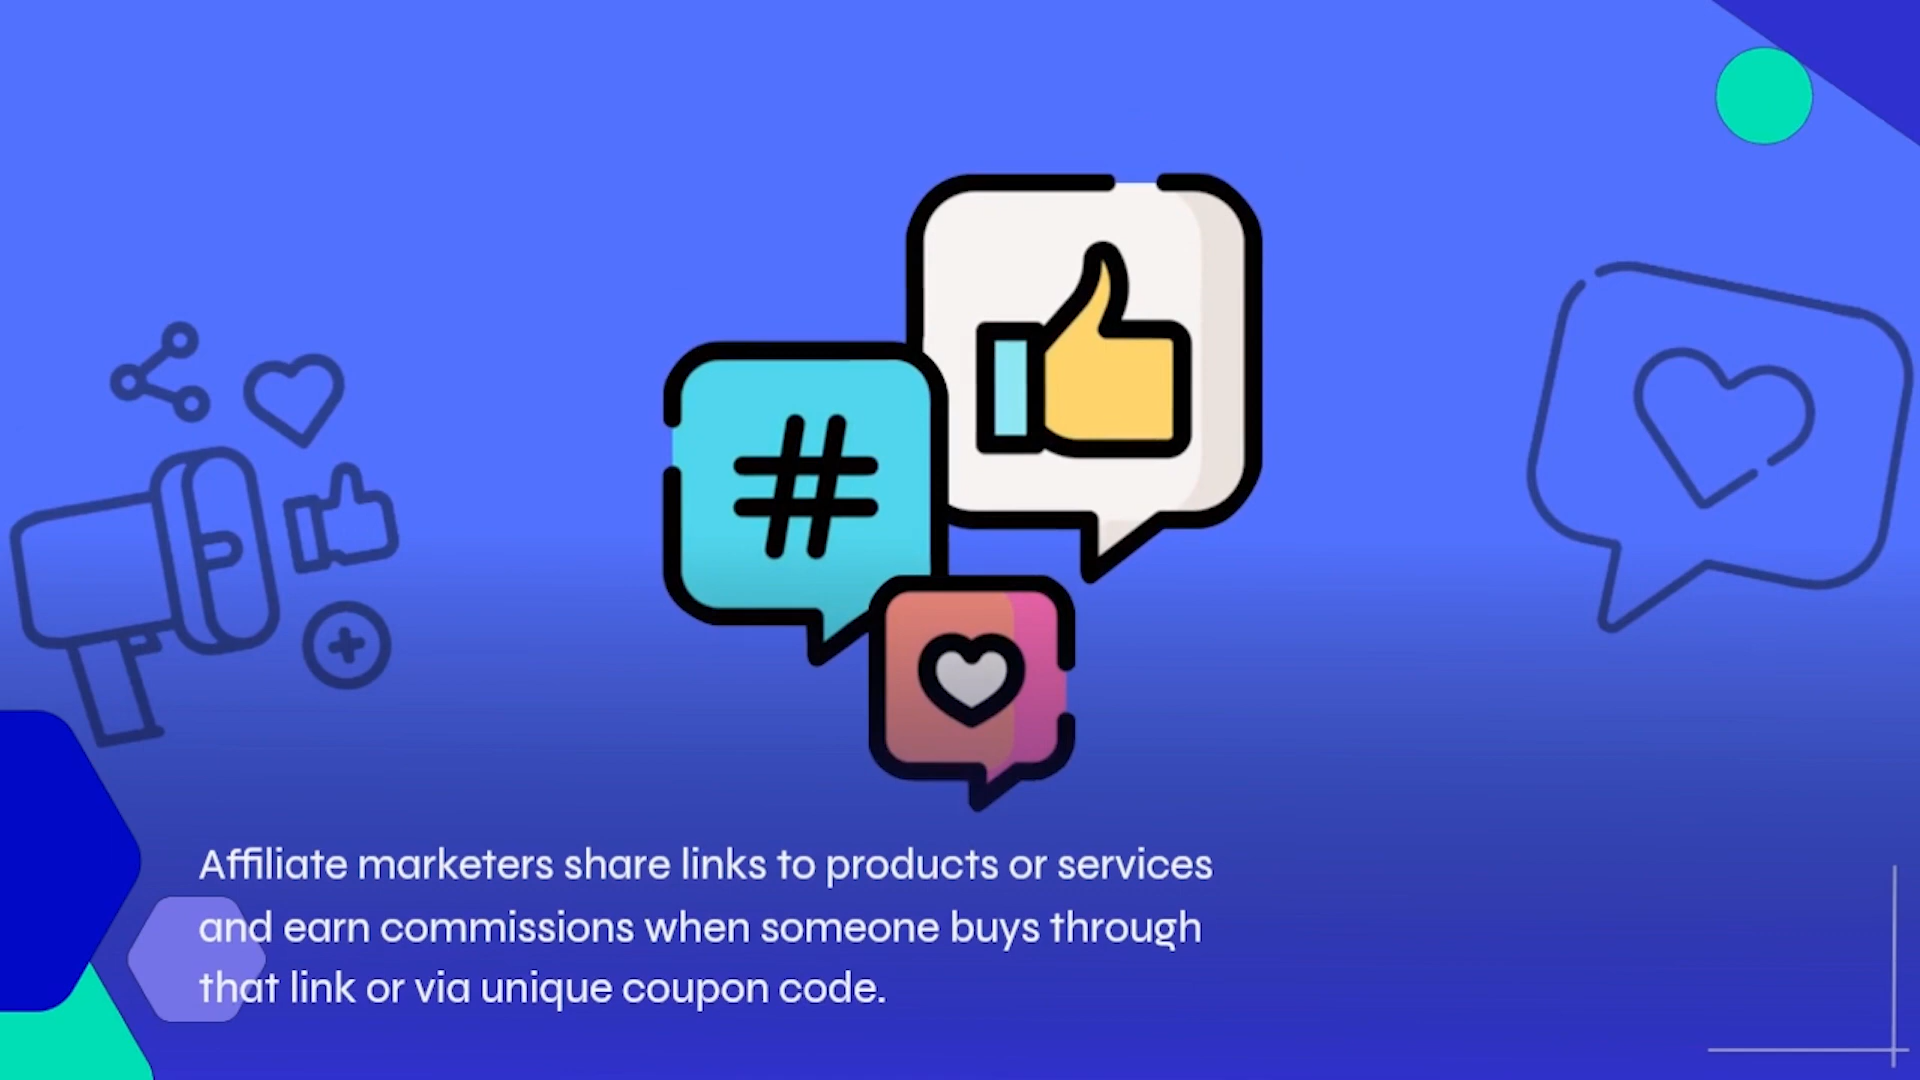 #
Affiliate marketers share links to products or services
and earn commissions when someone buys through
that link or via unique coupon code.